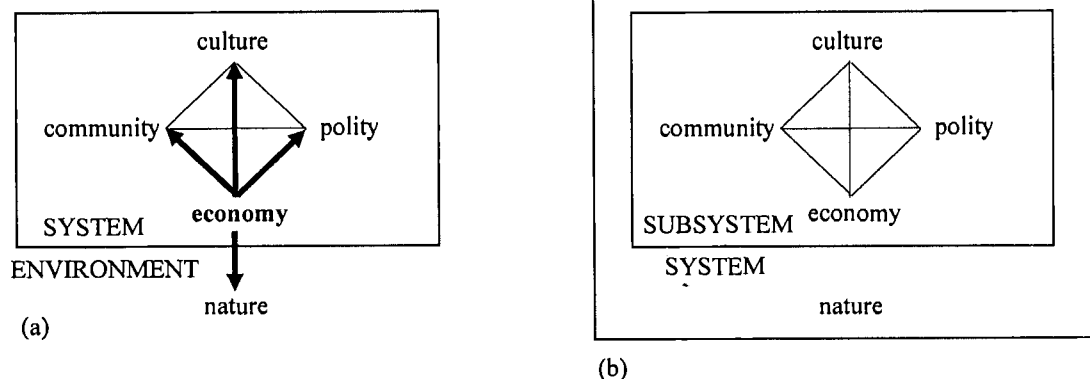 culture
community
polity
economy
SYSTEM
ENVIRONMENT
nature
(a)
culture
community
polity
economy
SUBSYSTEM
SYSTEM
nature
(b)